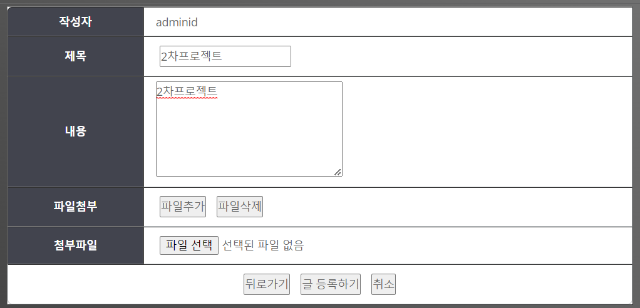 작성자 adminid
제목 2차프로젝트
내용 2차프로젝트
파일첨부 파일추가 파일삭제
첨부파일 파일 선택 선택된 파일 없음
뒤로가기 글 등록하기 취소